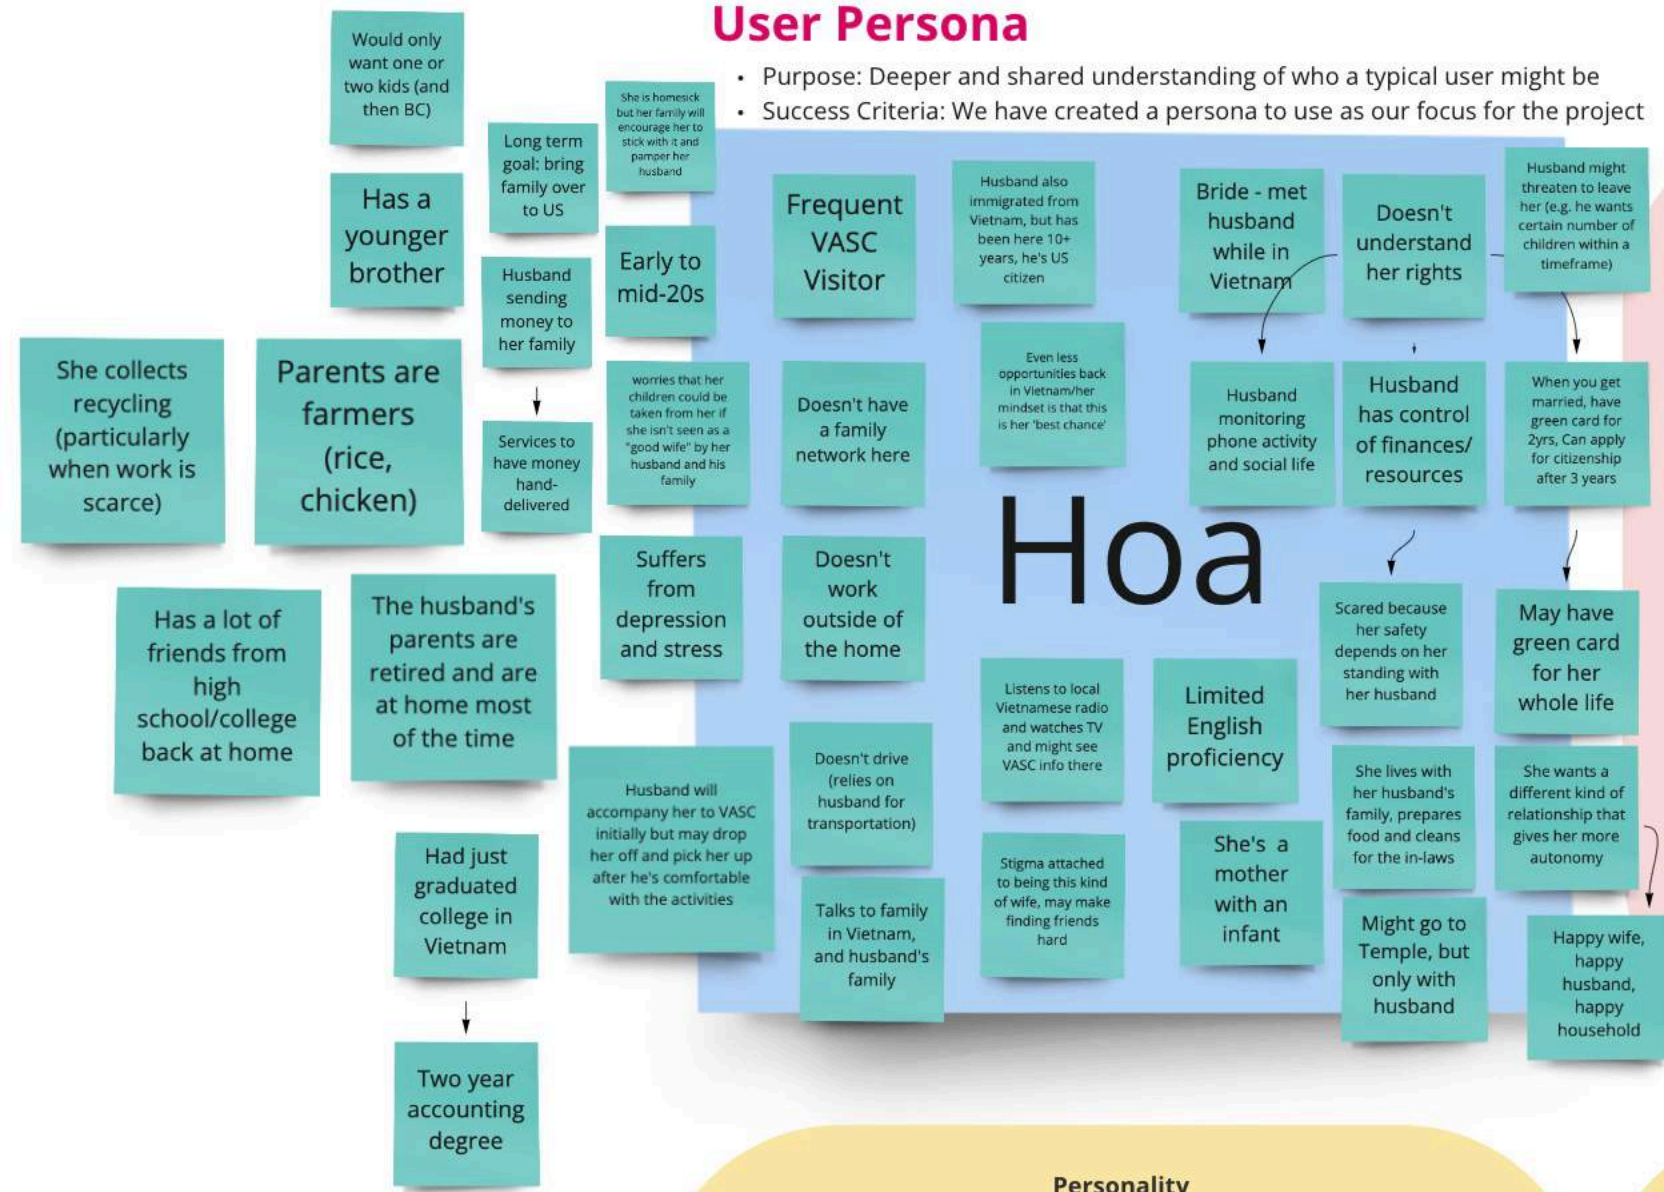 User Persona
• Purpose: Deeper and shared understanding of who a typical user might be
• Success Criteria: We have created a persona to use as our focus for the project
Would only
want one or
two kids (and
then BC)
Has a
younger
brother
Long term
goal: bring
family over
to US
She is homesick
but her family will
encourage her to
stick with it and
pamper her
husband
Husband
sending
money to
her family
Early to
mid-20s
She collects
recycling
(particularly
when work is
scarce)
Parents are
farmers
(rice,
chicken)
Services to
have money
hand-
delivered
worries that her
children could be
taken from her if
she isn't seen as a
"good wife" by her
husband and his
family
Has a lot of
friends from
high
school/college
back at home
The husband's
parents are
retired and are
at home most
of the time
Suffers
from
depression
and stress
Husband will
accompany her to VASC
initially but may drop
her off and pick her up
after he's comfortable
with the activities
Had just
graduated
college in
Vietnam
Two year
accounting
degree
Frequent
VASC
Visitor
Husband also
immigrated from
Vietnam, but has
been here 10+
years, he's US
citizen
Bride - met
husband
while in
Vietnam
Doesn't
understand
her rights
Husband might
threaten to leave
her (e.g. he wants
certain number of
children within a
timeframe)
Doesn't have
a family
network here
Even less
opportunities back
in Vietnam/her
mindset is that this
is her 'best chance'
Husband
monitoring
phone activity
and social life
Husband
has control
of finances/
resources
When you get
married, have
green card for
2yrs, Can apply
for citizenship
after 3 years
Hoa
Doesn't
work
outside of
the home
Scared because
her safety
depends on her
standing with
her husband
May have
green card
for her
whole life
Doesn't drive
(relies on
husband for
transportation)
Listens to local
Vietnamese radio
and watches TV
and might see
VASC info there
Limited
English
proficiency
She lives with
her husband's
family, prepares
food and cleans
for the in-laws
She wants a
different kind of
relationship that
gives her more
autonomy
Talks to family
in Vietnam,
and husband's
family
Stigma attached
to being this kind
of wife, may make
finding friends
hard
She's a
mother
with an
infant
Might go to
Temple, but
only with
husband
Happy wife,
happy
husband,
happy
household
Personality